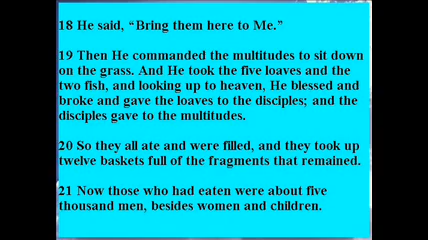 18 He said, “Bring them here to Me.”
19 Then He commanded the multitudes to sit down
on the grass. And He took the five loaves and the
two fish, and looking up to heaven, He blessed and
broke and gave the loaves to the disciples; and the
disciples gave to the multitudes.
20 So they all ate and were filled, and they took up
twelve baskets full of the fragments that remained.
21 Now those who had eaten were about five
thousand men, besides women and children.